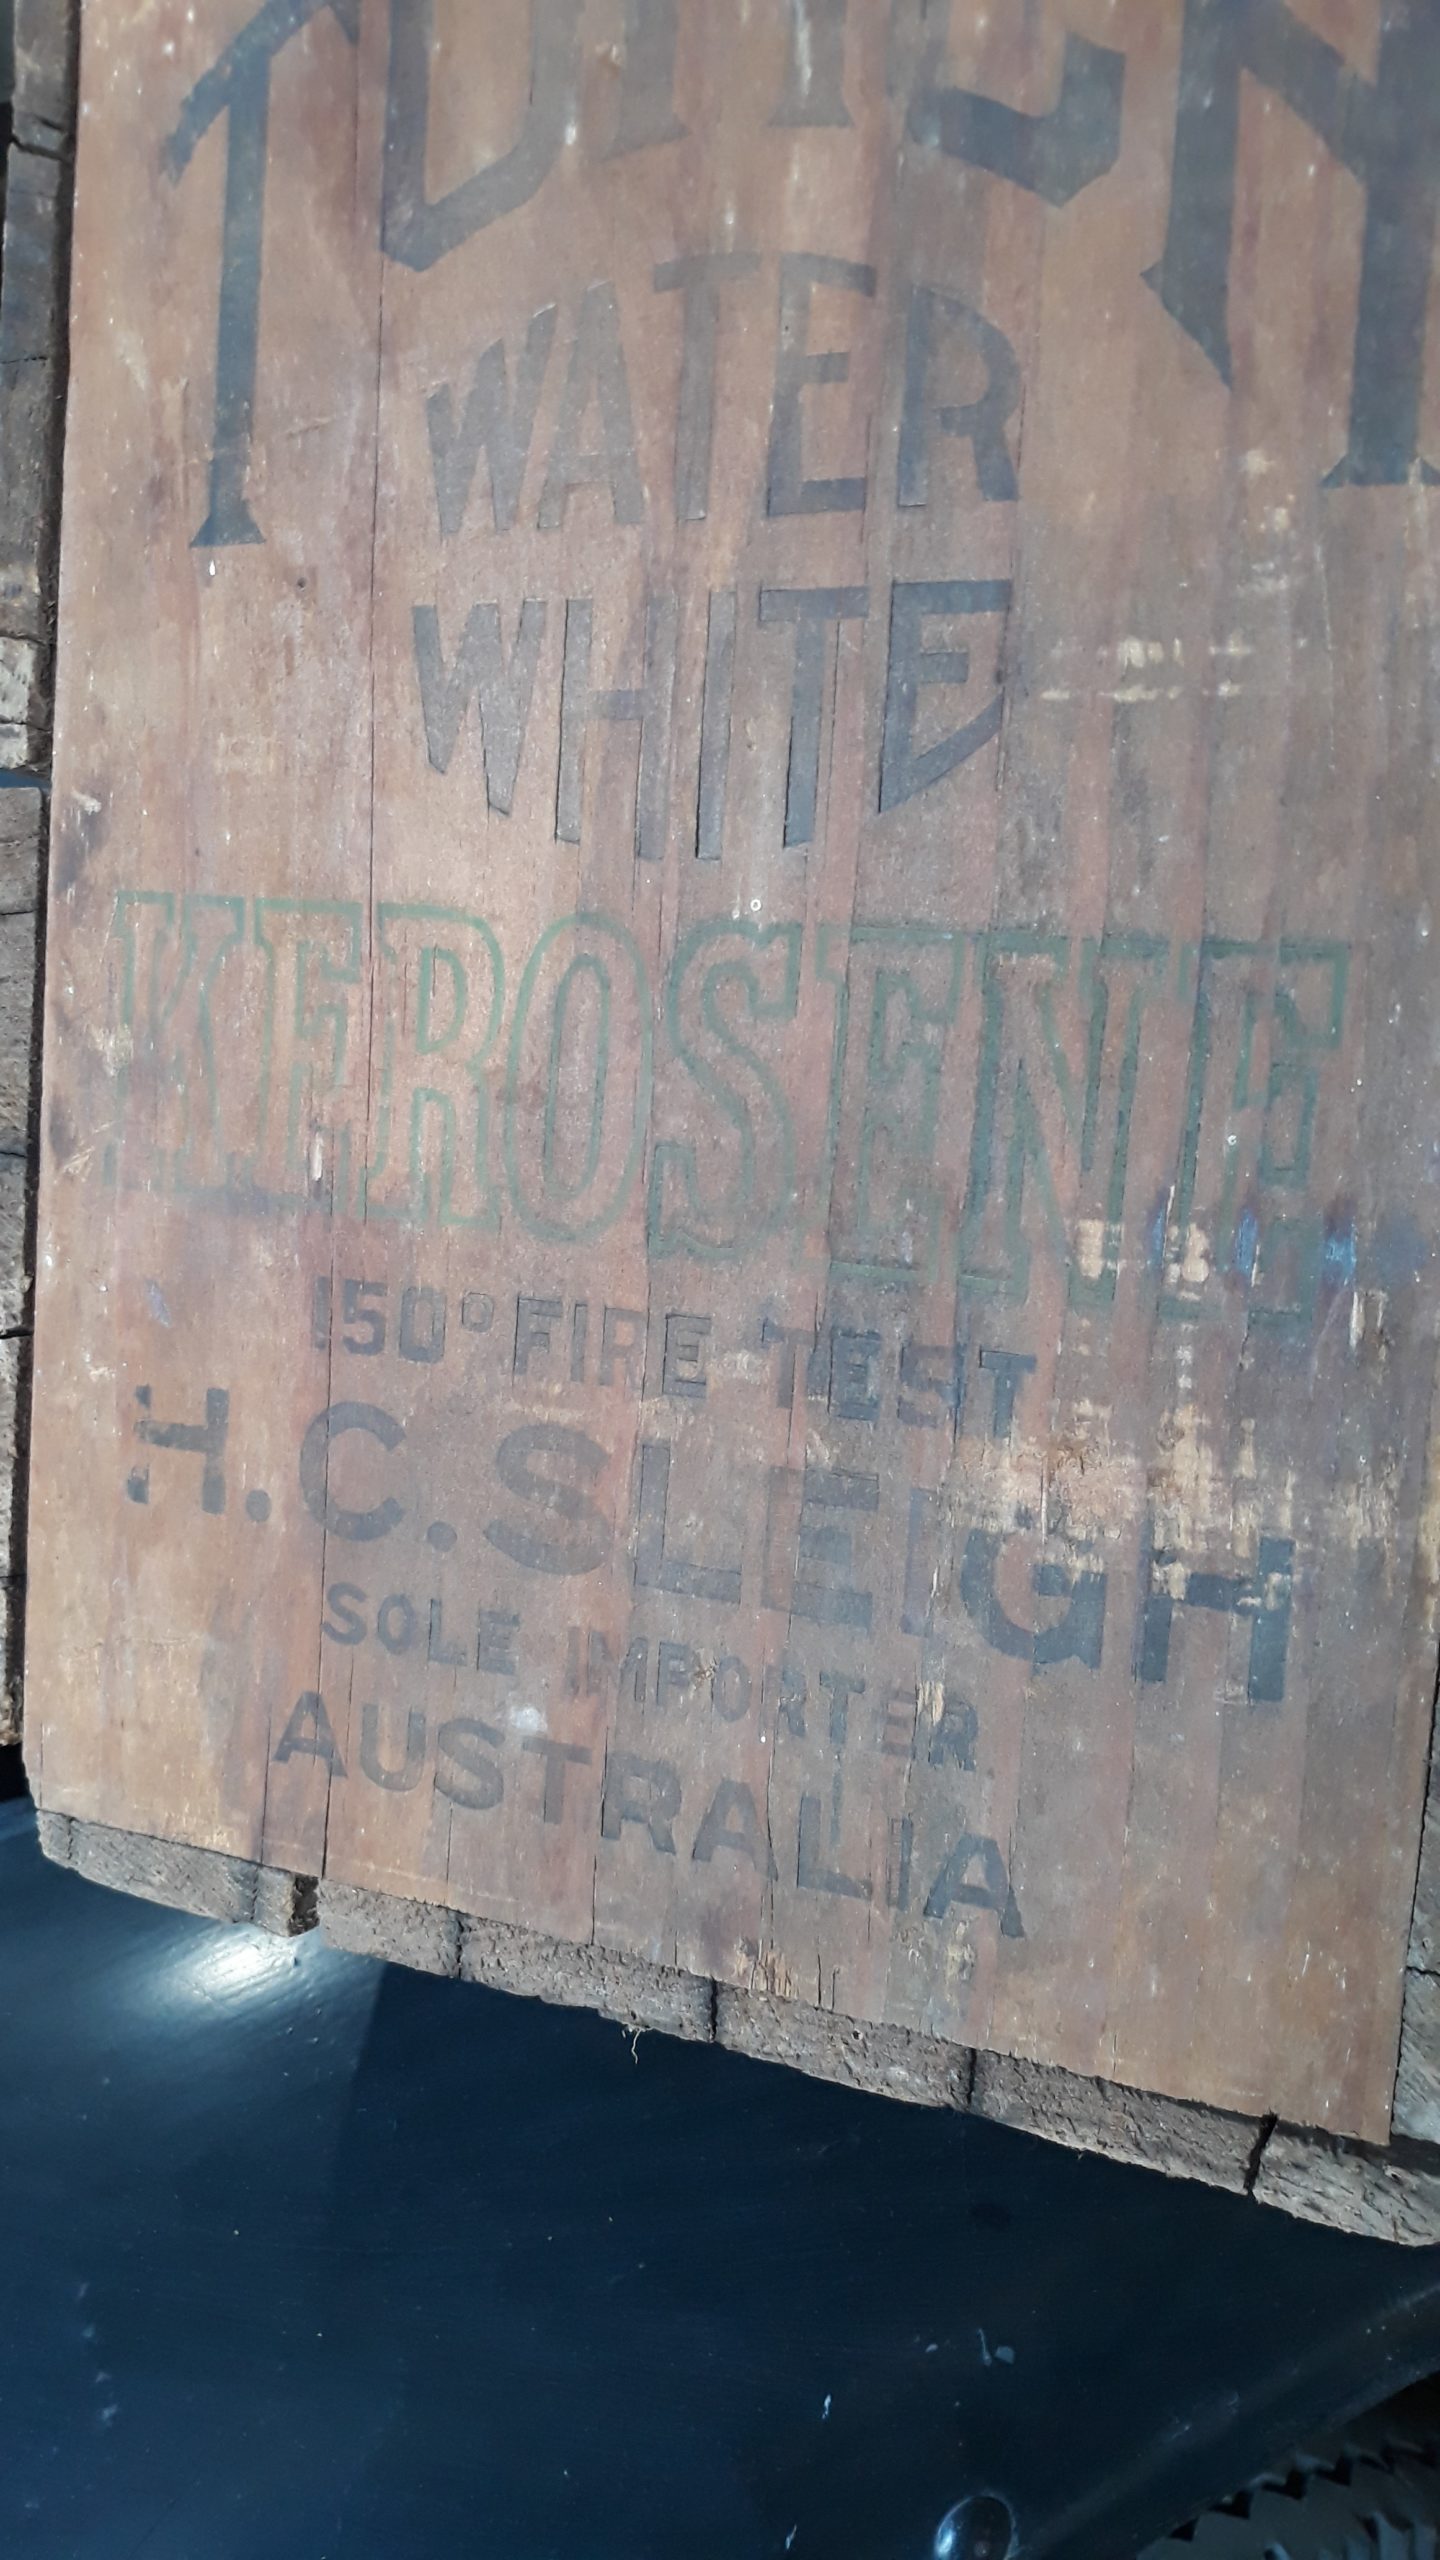 WATER
WHITE
KEROSENE
150° FIRE TEST
H. C. SLEIGH
SOLE IMPORTER
AUSTRALIA